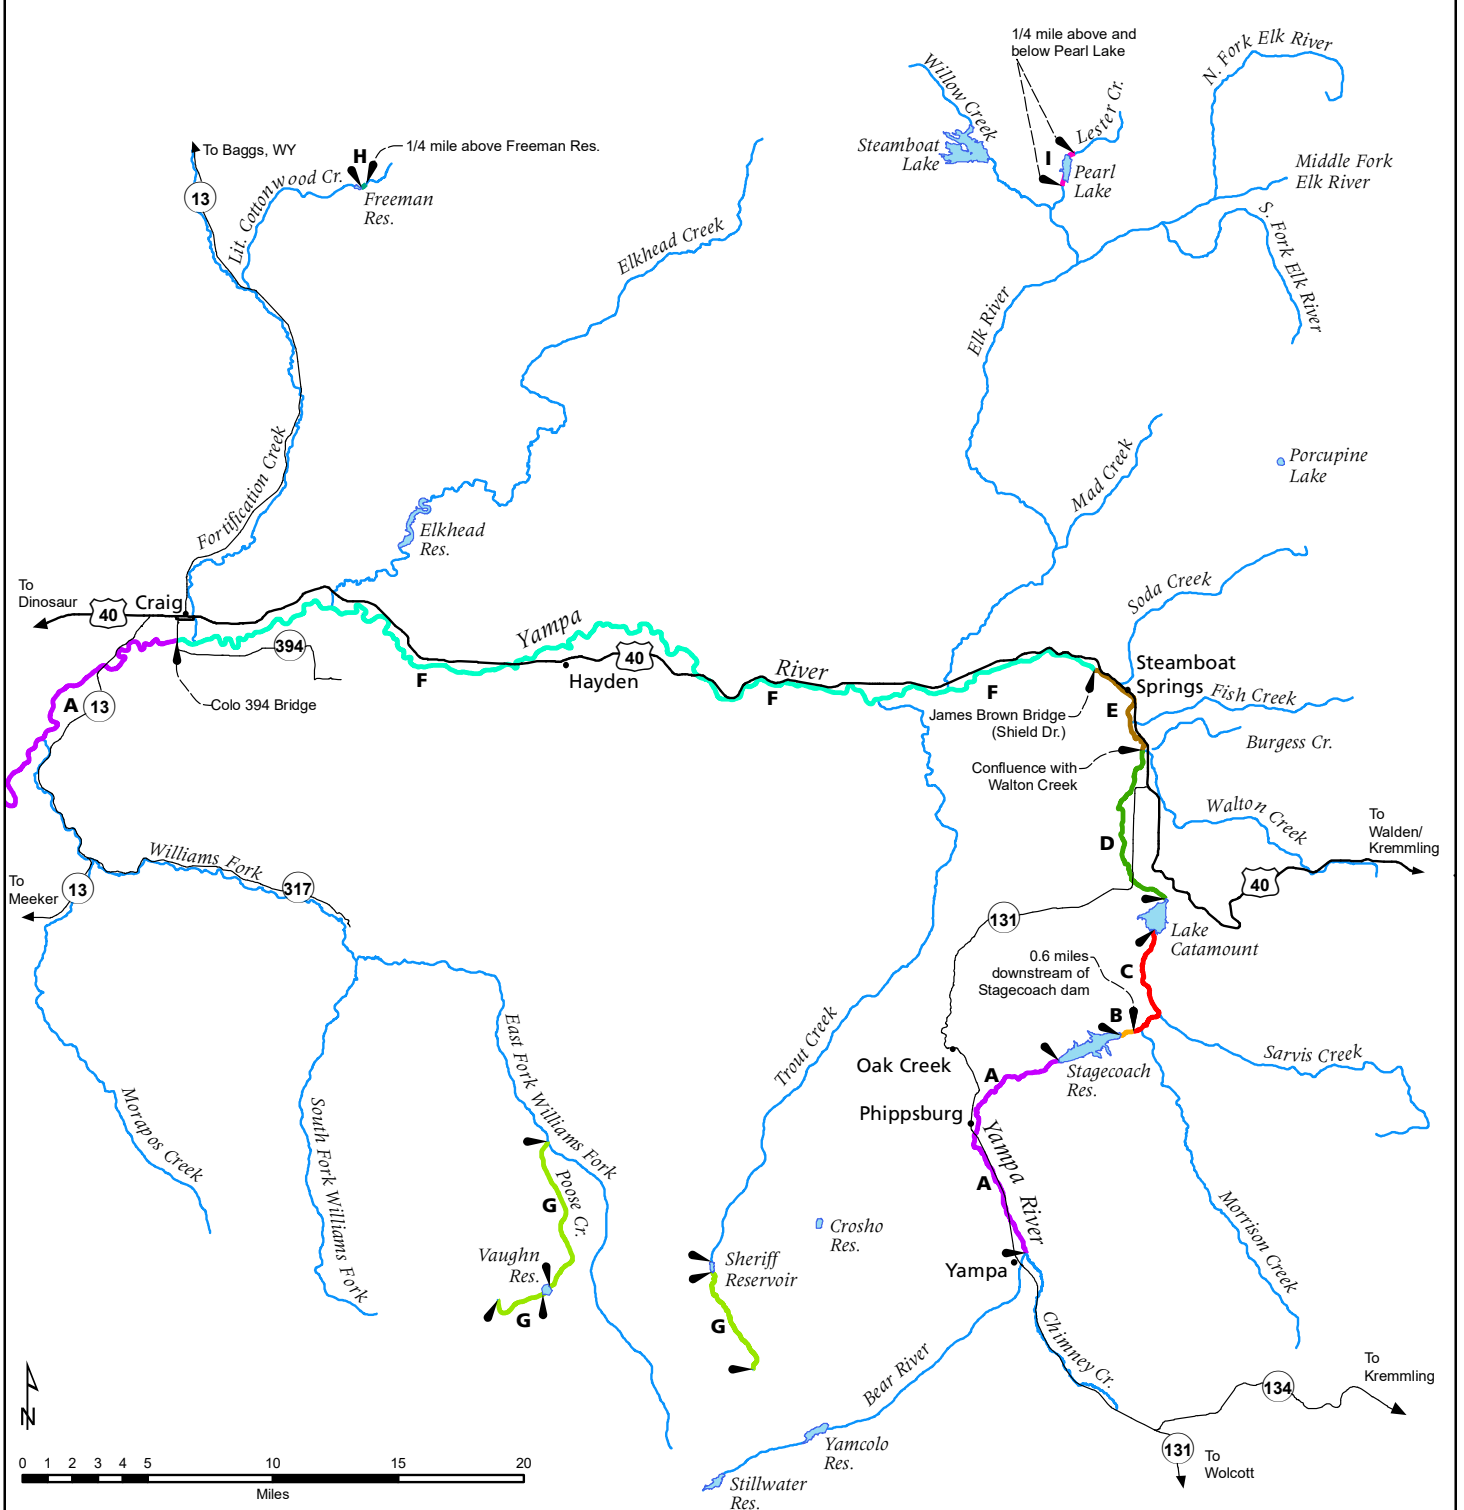 1/4 mile above and
below Pearl Lake
N. Fork Elk River
Willow Creek
Lester Cr.
Steamboat
Lake
I
Pearl
Lake
Middle Fork
Elk River
S. Fork Elk River
To Baggs, WY
13
H
1/4 mile above Freeman Res.
Lit. Cottonwood Cr.
Freeman
Res.
Elkhead Creek
Elk River
Mad Creek
Porcupine
Lake
Fortification Creek
Elkhead
Res.
Soda Creek
To
Dinosaur
40
Craig
394
Yampa
River
40
Hayden
F
F
F
Steamboat
Springs
Fish Creek
A
13
Colo 394 Bridge
James Brown Bridge
(Shield Dr.)
E
Burgess Cr.
Confluence with
Walton Creek
Walton Creek
D
To
Walden/
Kremmling
40
Williams Fork
317
To
Meeker
13
131
Lake
Catamount
0.6 miles
downstream of
Stagecoach dam
C
B
Stagecoach
Res.
Sarvis Creek
Oak Creek
A
Phippsburg
Trout Creek
East Fork Williams Fork
South Fork Williams Fork
Morapos Creek
Poose Cr.
G
Vaughn
Res.
G
Yampa River
A
Crosho
Res.
Sheriff
Reservoir
G
Yampa
Morrison Creek
Chimney Cr.
Bear River
134
To
Kremmling
131
To
Wolcott
Yamcolo
Res.
Stillwater
Res.
N
0 1 2 3 4 5 10 15 20
Miles